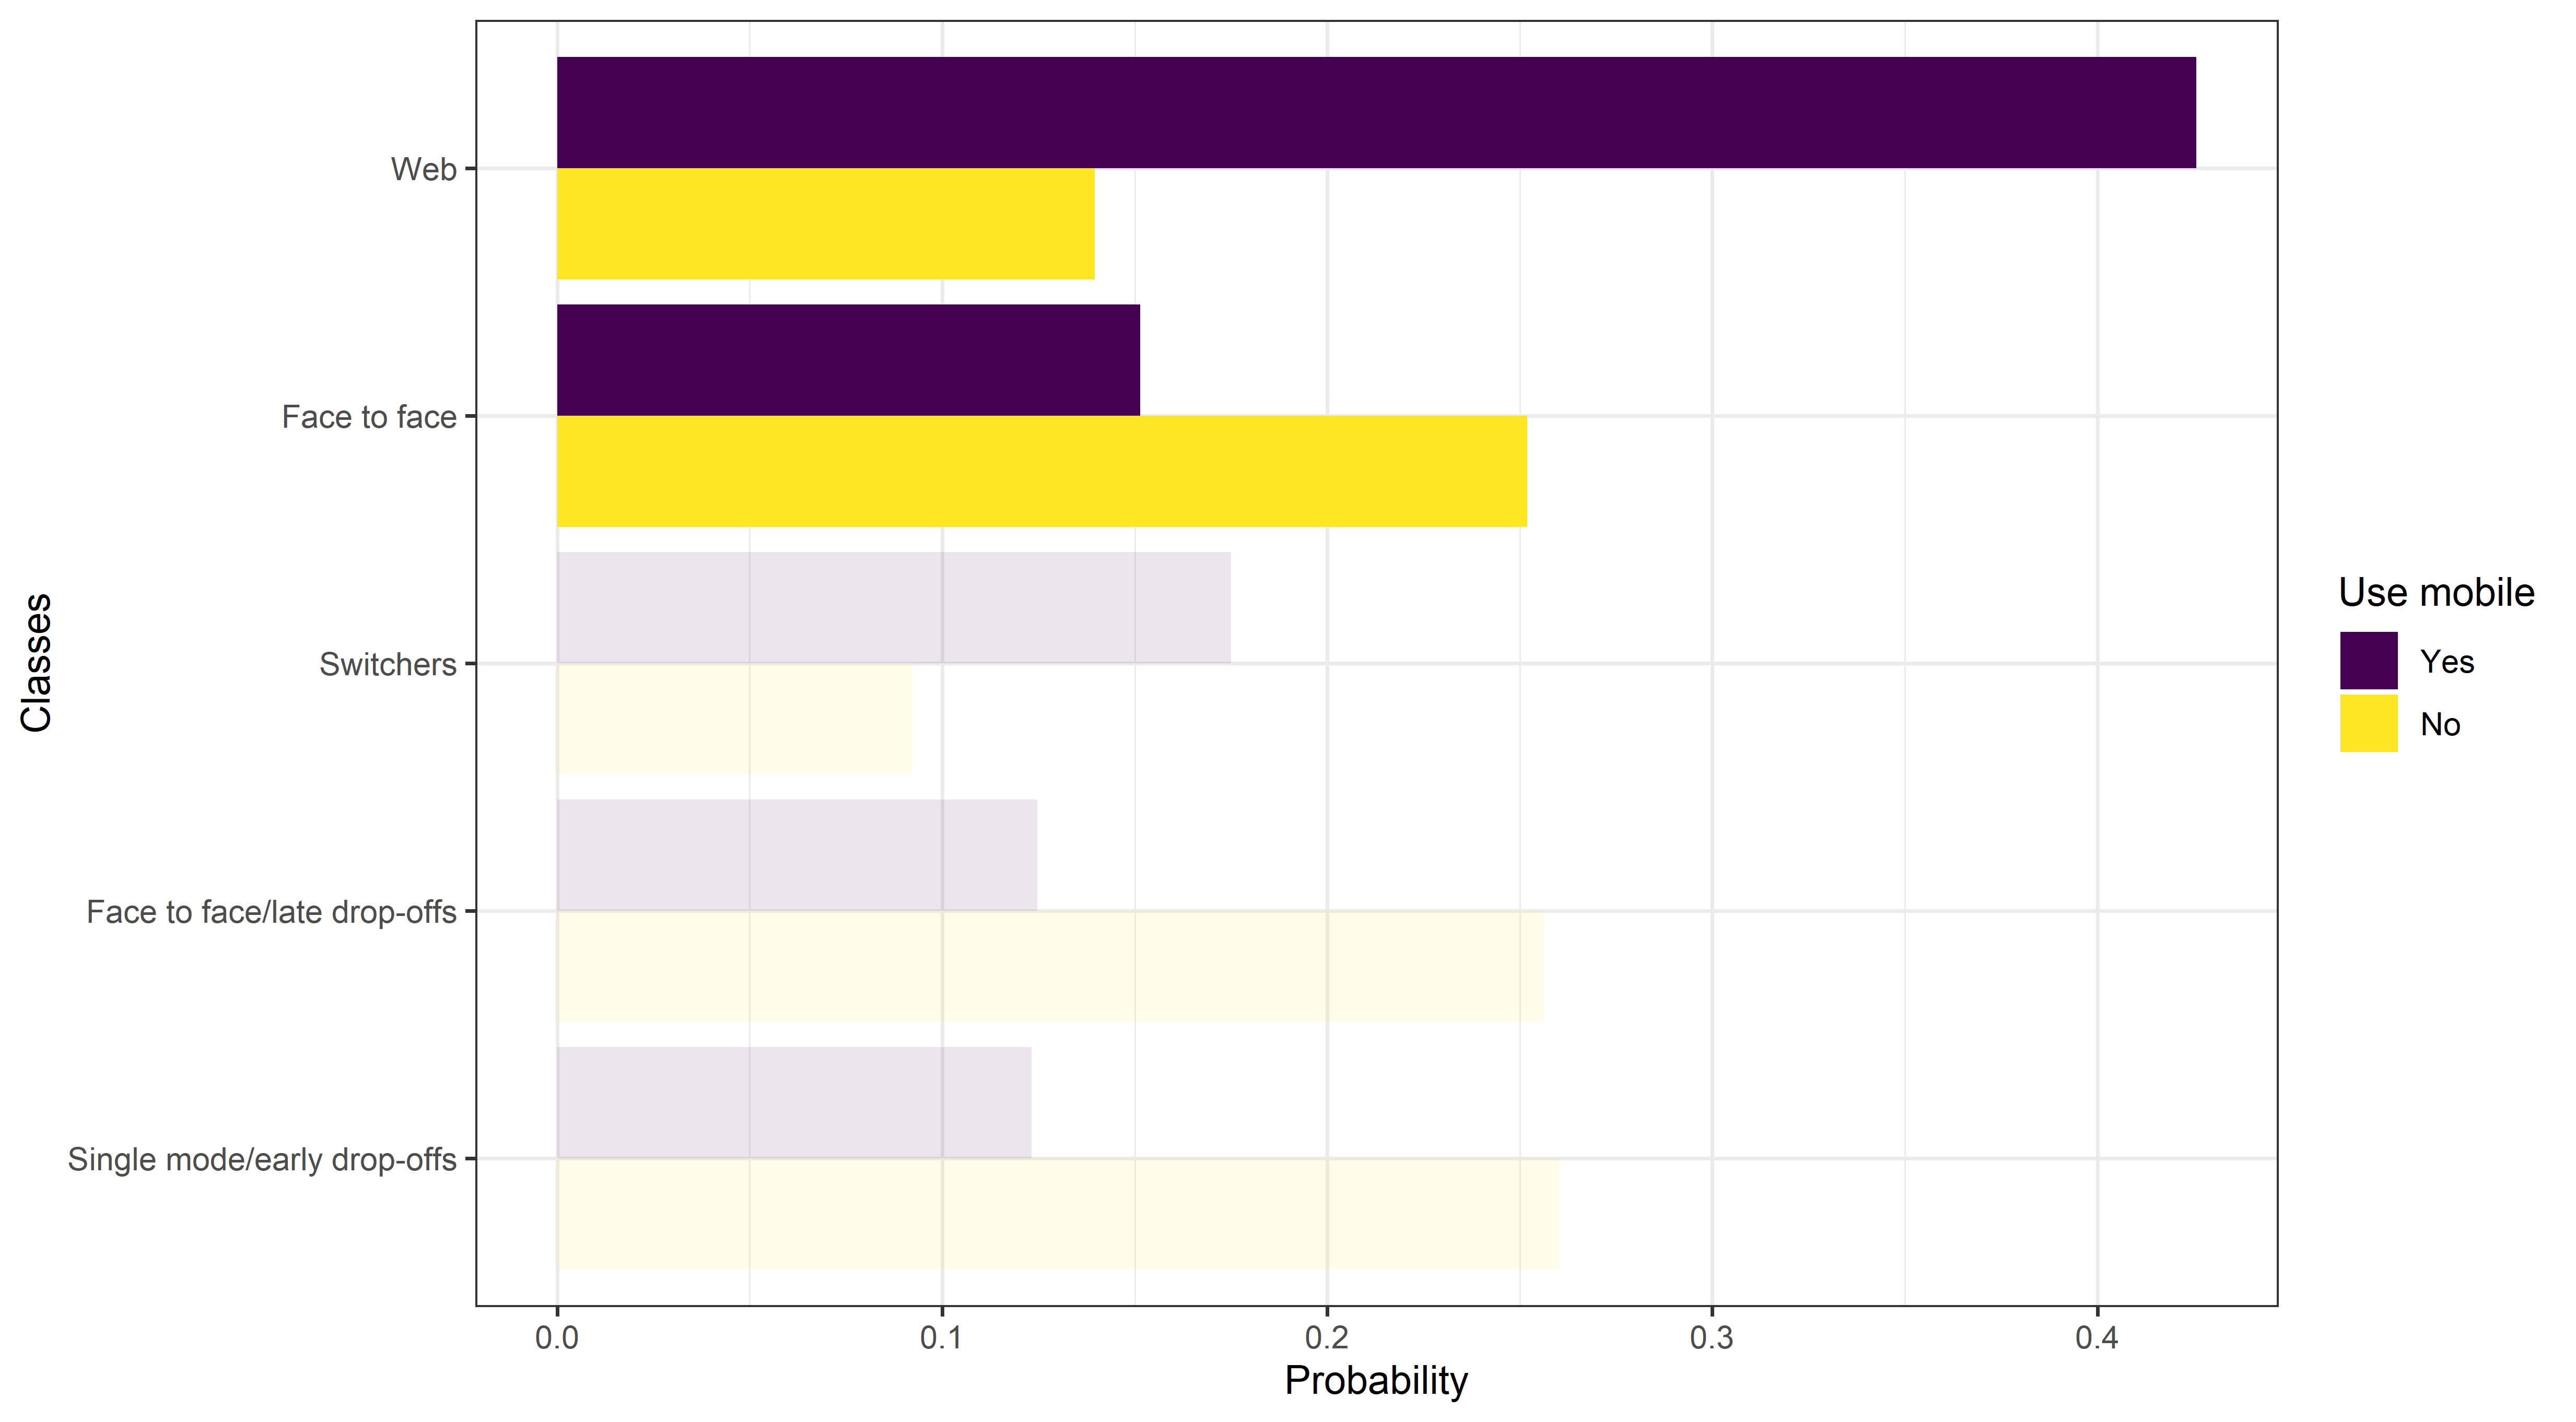 Classes
Web
Face to face
Switchers
Face to face/late drop-offs
Single mode/early drop-offs
0.0 0.1 0.2 0.3 0.4
Probability
Use mobile
Yes
No